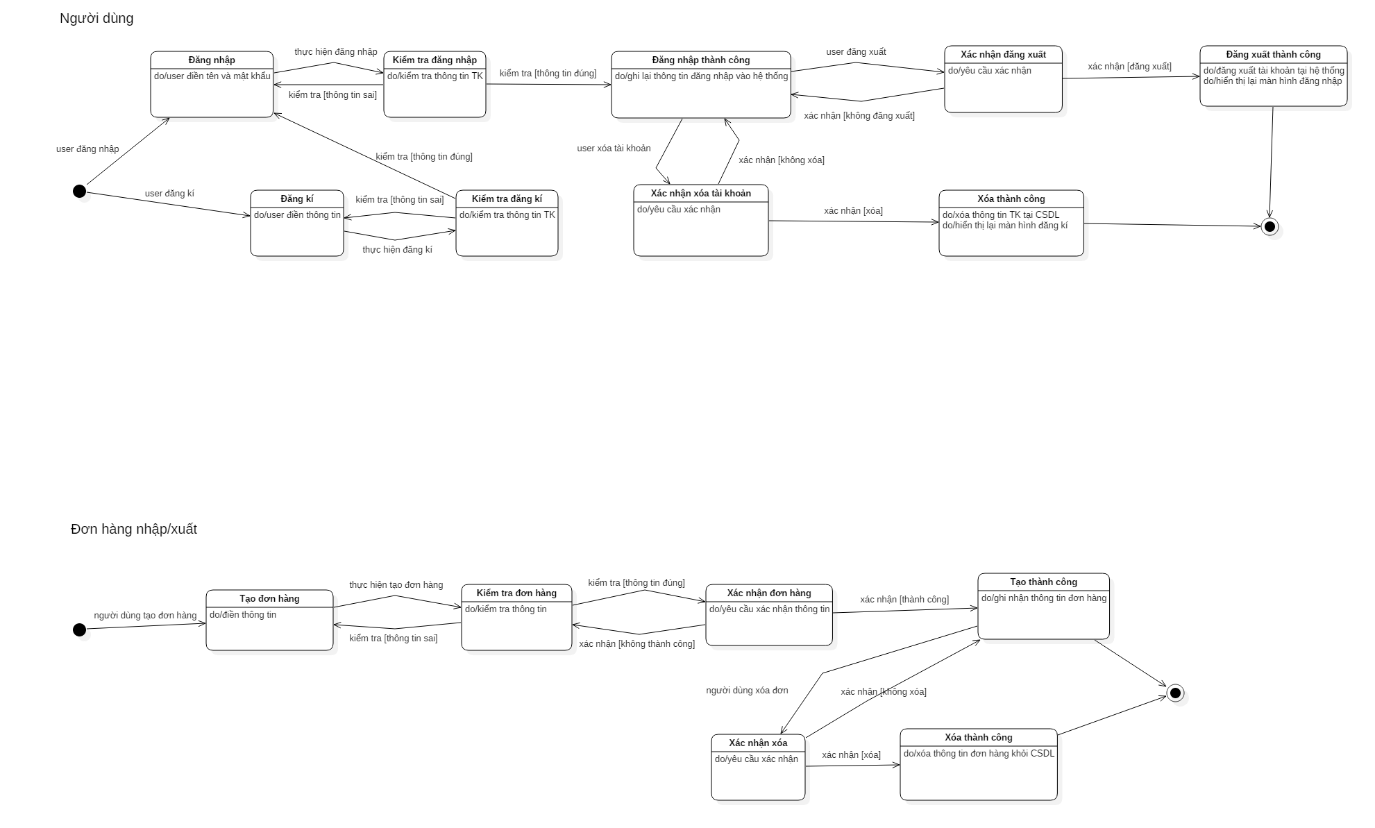 Người dùng
Đăng nhập
do/user điền tên và mật khẩu
thực hiện đăng nhập
kiểm tra [thông tin sai]
Kiểm tra đăng nhập
do/kiểm tra thông tin TK
kiểm tra [thông tin đúng]
Đăng nhập thành công
do/ghi lại thông tin đăng nhập vào hệ thống
user đăng xuất
xác nhận [không đăng xuất]
Xác nhận đăng xuất
do/yêu cầu xác nhận
xác nhận [đăng xuất]
Đăng xuất thành công
do/đăng xuất tài khoản tại hệ thống
do/hiển thị lại màn hình đăng nhập
user đăng nhập
user đăng kí
kiểm tra [thông tin đúng]
Đăng kí
do/user điền thông tin
kiểm tra [thông tin sai]
thực hiện đăng kí
Kiểm tra đăng kí
do/kiểm tra thông tin TK
user xóa tài khoản
xác nhận [không xóa]
Xác nhận xóa tài khoản
do/yêu cầu xác nhận
xác nhận [xóa]
Xóa thành công
do/xóa thông tin TK tại CSDL
do/hiển thị lại màn hình đăng kí
Đơn hàng nhập/xuất
người dùng tạo đơn hàng
Tạo đơn hàng
do/điền thông tin
thực hiện tạo đơn hàng
kiểm tra [thông tin sai]
Kiểm tra đơn hàng
do/kiểm tra thông tin
kiểm tra [thông tin đúng]
xác nhận [không thành công]
Xác nhận đơn hàng
do/yêu cầu xác nhận thông tin
xác nhận [thành công]
Tạo thành công
do/ghi nhận thông tin đơn hàng
người dùng xóa đơn
xác nhận [không xóa]
Xác nhận xóa
do/yêu cầu xác nhận
xác nhận [xóa]
Xóa thành công
do/xóa thông tin đơn hàng khỏi CSDL